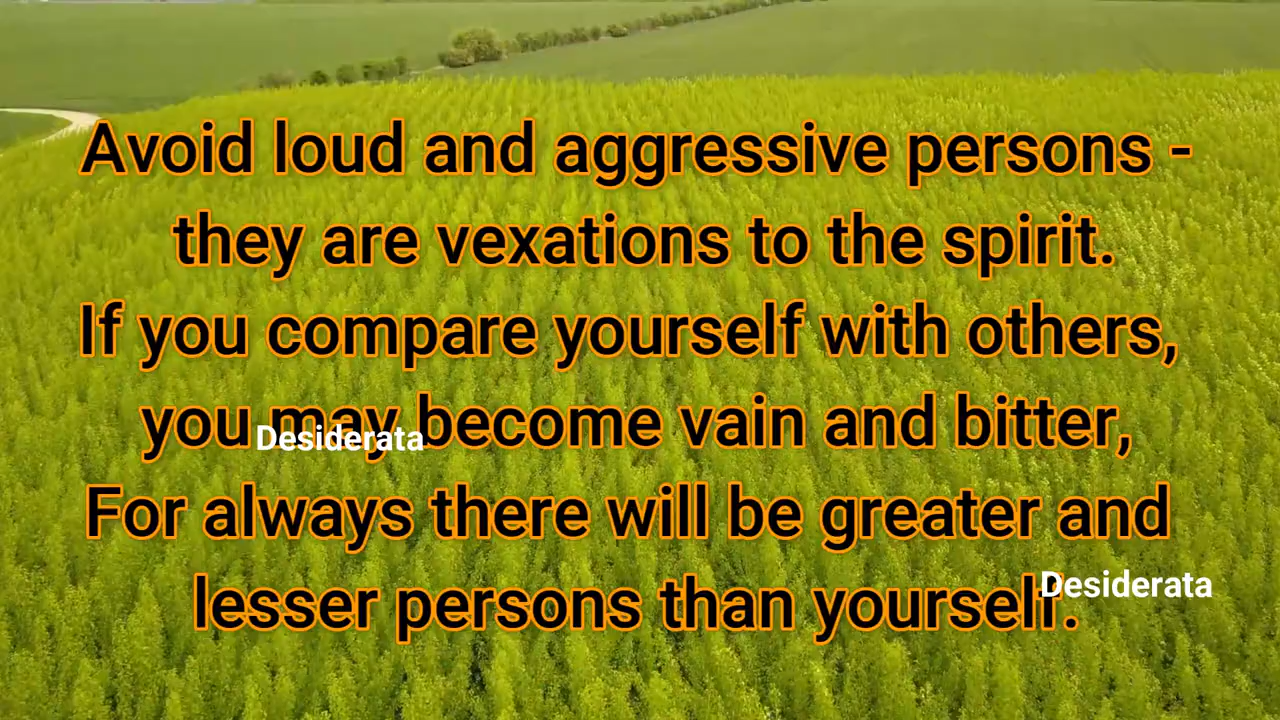 Avoid loud and aggressive persons -
they are vexations to the spirit.
If you compare yourself with others,
you may become vain and bitter,
Desiderata
For always there will be greater and
lesser persons than yourself.
Desiderata